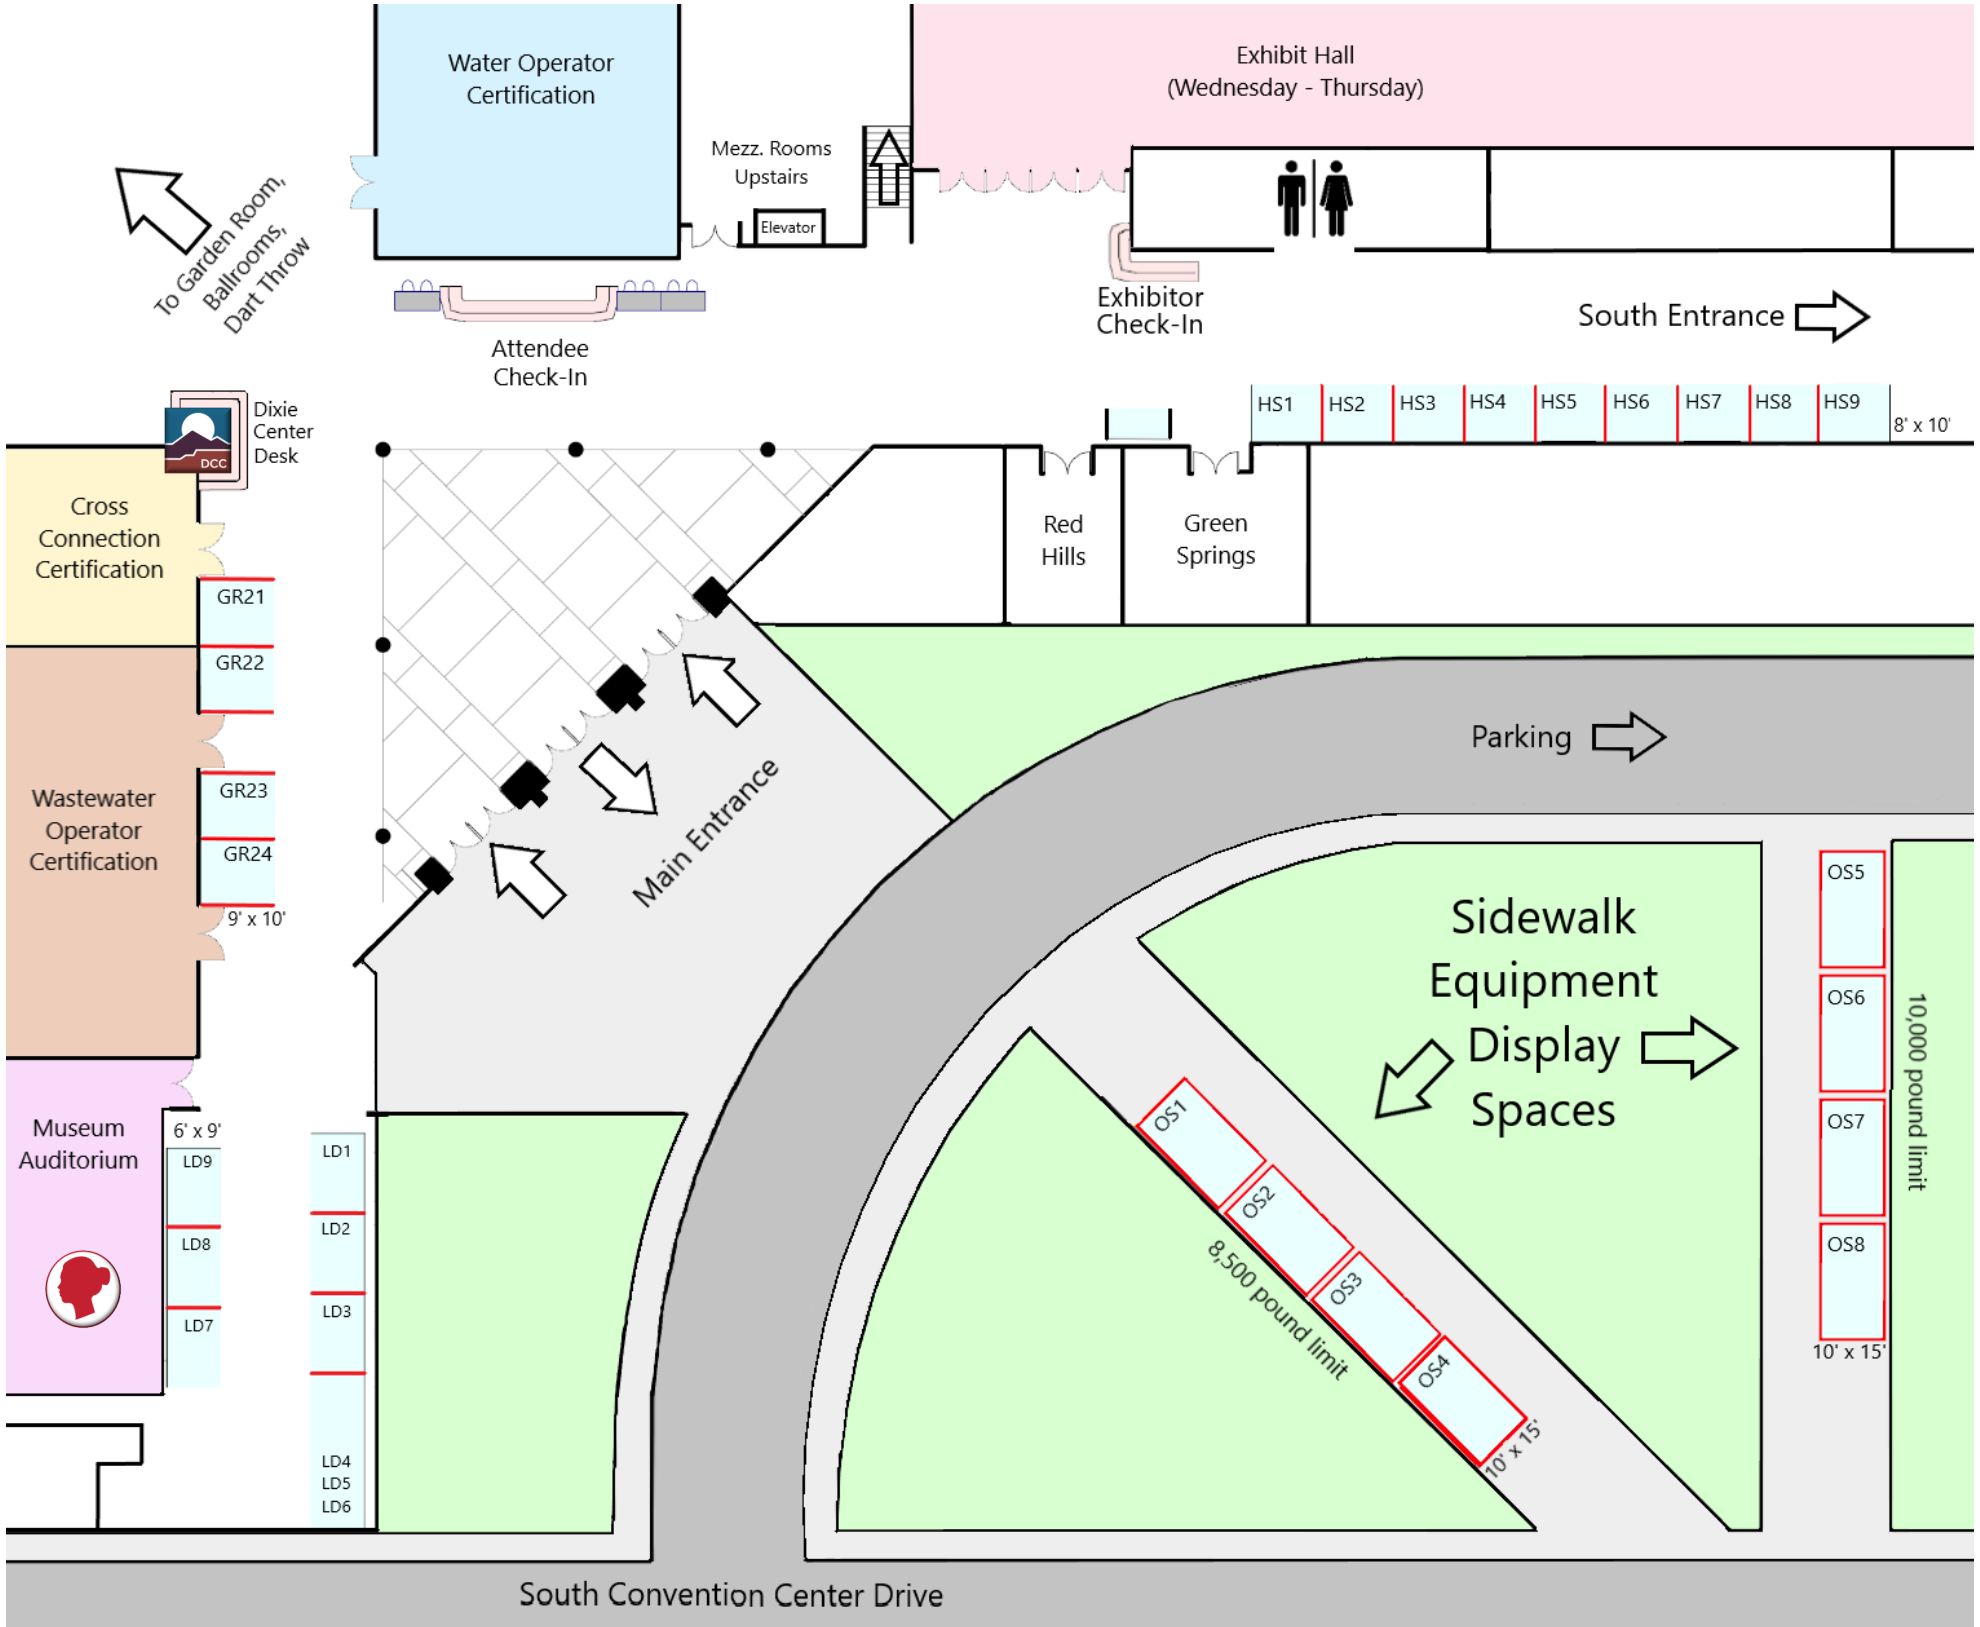 Water Operator
Certification
Exhibit Hall
(Wednesday - Thursday)
Mezz. Rooms
Upstairs
Elevator
To Garden Room,
Ballrooms,
Dart Throw
Attendee
Check-In
Exhibitor
Check-In
South Entrance
HS1
HS2
HS3
HS4
HS5
HS6
HS7
HS8
HS9
8' x 10'
DCC
Dixie
Center
Desk
Cross
Connection
Certification
Red
Hills
Green
Springs
GR21
GR22
GR23
GR24
9' x 10'
Wastewater
Operator
Certification
Main Entrance
Parking
Sidewalk
Equipment
Display
Spaces
OS5
OS6
OS7
OS8
10' x 15'
10,000 pound limit
OS1
OS2
OS3
OS4
10' x 15'
8,500 pound limit
Museum
Auditorium
6' x 9'
LD9
LD8
LD7
LD1
LD2
LD3
LD4
LD5
LD6
South Convention Center Drive